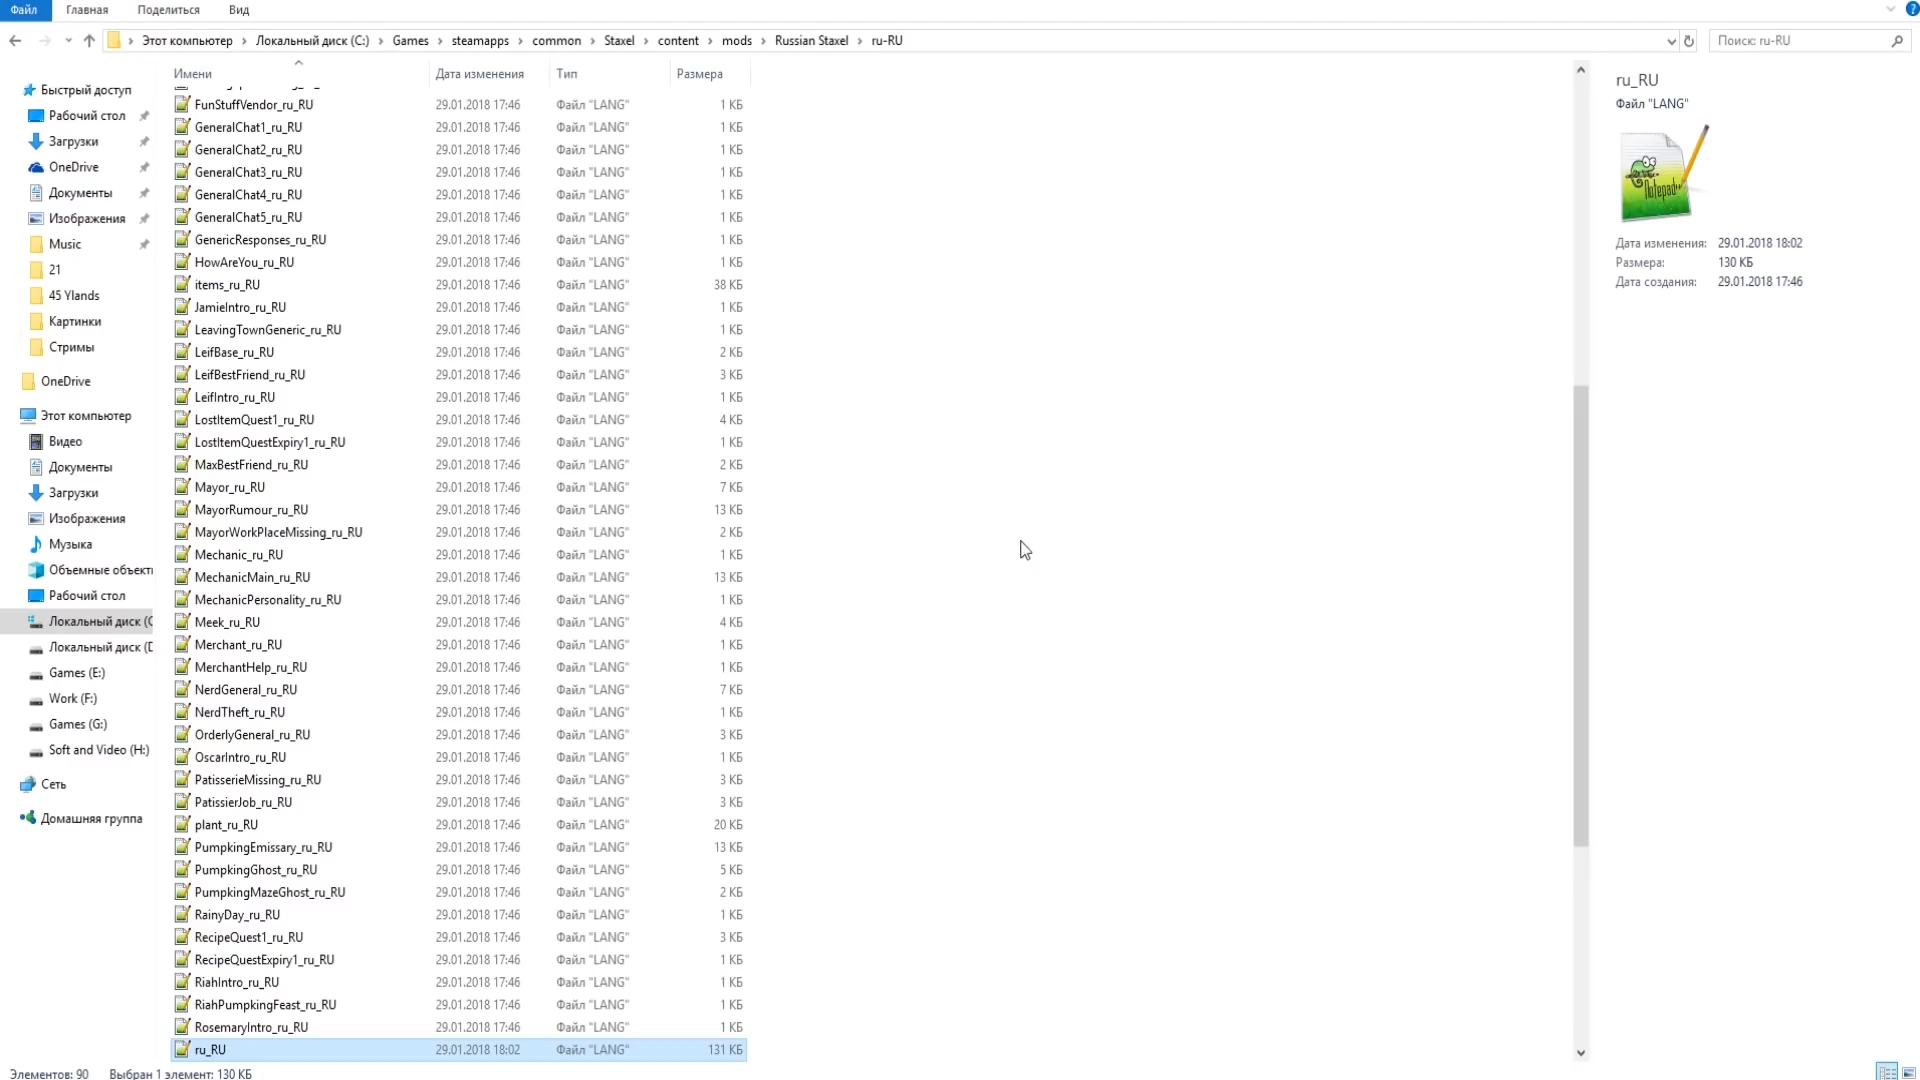 Файл Главная Поделиться Вид
Этот компьютер Локальный диск (C:) Games steamapps common Staxel content mods Russian Staxel ru-RU Поиск: ru-RU
Имени Дата изменения Тип Размера
Быстрый доступ
Рабочий стол
Загрузки
OneDrive
Документы
Изображения
Music
21
45 Ylands
Картинки
Стримы
OneDrive
Этот компьютер
Видео
Документы
Загрузки
Изображения
Музыка
Объемные объект
Рабочий стол
Локальный диск (C
Локальный диск (D
Games (E:)
Work (F:)
Games (G:)
Soft and Video (H:)
Сеть
Домашняя группа
FunStuffVendor_ru_RU 29.01.2018 17:46 Файл "LANG" 1 КБ
GeneralChat1_ru_RU 29.01.2018 17:46 Файл "LANG" 1 КБ
GeneralChat2_ru_RU 29.01.2018 17:46 Файл "LANG" 1 КБ
GeneralChat3_ru_RU 29.01.2018 17:46 Файл "LANG" 1 КБ
GeneralChat4_ru_RU 29.01.2018 17:46 Файл "LANG" 1 КБ
GeneralChat5_ru_RU 29.01.2018 17:46 Файл "LANG" 1 КБ
GenericResponses_ru_RU 29.01.2018 17:46 Файл "LANG" 1 КБ
HowAreYou_ru_RU 29.01.2018 17:46 Файл "LANG" 1 КБ
items_ru_RU 29.01.2018 17:46 Файл "LANG" 38 КБ
JamieIntro_ru_RU 29.01.2018 17:46 Файл "LANG" 1 КБ
LeavingTownGeneric_ru_RU 29.01.2018 17:46 Файл "LANG" 1 КБ
LeifBase_ru_RU 29.01.2018 17:46 Файл "LANG" 2 КБ
LeifBestFriend_ru_RU 29.01.2018 17:46 Файл "LANG" 3 КБ
LeifIntro_ru_RU 29.01.2018 17:46 Файл "LANG" 1 КБ
LostItemQuest1_ru_RU 29.01.2018 17:46 Файл "LANG" 4 КБ
LostItemQuestExpiry1_ru_RU 29.01.2018 17:46 Файл "LANG" 1 КБ
MaxBestFriend_ru_RU 29.01.2018 17:46 Файл "LANG" 2 КБ
Mayor_ru_RU 29.01.2018 17:46 Файл "LANG" 7 КБ
MayorRumour_ru_RU 29.01.2018 17:46 Файл "LANG" 13 КБ
MayorWorkPlaceMissing_ru_RU 29.01.2018 17:46 Файл "LANG" 2 КБ
Mechanic_ru_RU 29.01.2018 17:46 Файл "LANG" 1 КБ
MechanicMain_ru_RU 29.01.2018 17:46 Файл "LANG" 13 КБ
MechanicPersonality_ru_RU 29.01.2018 17:46 Файл "LANG" 1 КБ
Meek_ru_RU 29.01.2018 17:46 Файл "LANG" 4 КБ
Merchant_ru_RU 29.01.2018 17:46 Файл "LANG" 1 КБ
MerchantHelp_ru_RU 29.01.2018 17:46 Файл "LANG" 1 КБ
NerdGeneral_ru_RU 29.01.2018 17:46 Файл "LANG" 7 КБ
NerdTheft_ru_RU 29.01.2018 17:46 Файл "LANG" 1 КБ
OrderlyGeneral_ru_RU 29.01.2018 17:46 Файл "LANG" 3 КБ
OscarIntro_ru_RU 29.01.2018 17:46 Файл "LANG" 1 КБ
PatisserieMissing_ru_RU 29.01.2018 17:46 Файл "LANG" 3 КБ
PatissierJob_ru_RU 29.01.2018 17:46 Файл "LANG" 3 КБ
plant_ru_RU 29.01.2018 17:46 Файл "LANG" 20 КБ
PumpkingEmissary_ru_RU 29.01.2018 17:46 Файл "LANG" 13 КБ
PumpkingGhost_ru_RU 29.01.2018 17:46 Файл "LANG" 5 КБ
PumpkingMazeGhost_ru_RU 29.01.2018 17:46 Файл "LANG" 2 КБ
RainyDay_ru_RU 29.01.2018 17:46 Файл "LANG" 1 КБ
RecipeQuest1_ru_RU 29.01.2018 17:46 Файл "LANG" 3 КБ
RecipeQuestExpiry1_ru_RU 29.01.2018 17:46 Файл "LANG" 1 КБ
RiahIntro_ru_RU 29.01.2018 17:46 Файл "LANG" 1 КБ
RiahPumpkingFeast_ru_RU 29.01.2018 17:46 Файл "LANG" 1 КБ
RosemaryIntro_ru_RU 29.01.2018 17:46 Файл "LANG" 1 КБ
ru_RU 29.01.2018 18:02 Файл "LANG" 131 КБ
ru_RU
Файл "LANG"
Notepad++
Дата изменения: 29.01.2018 18:02
Размера: 130 КБ
Дата создания: 29.01.2018 17:46
Элементов: 90 Выбран 1 элемент: 130 КБ